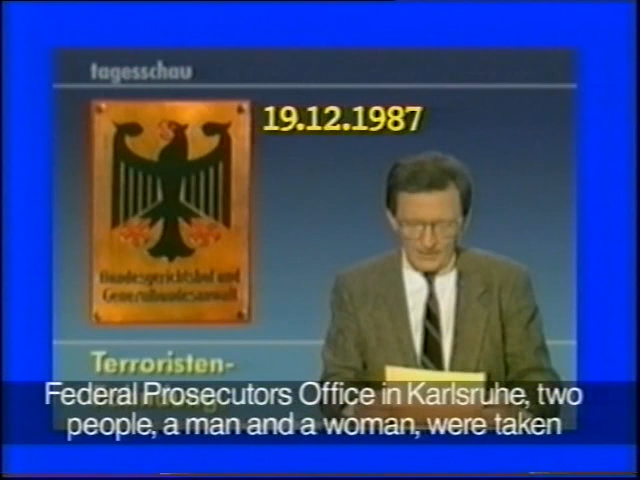 tagesschau
19.12.1987
Bundesgerichtshof und
Generalbundesanwalt
Terroristen-
Federal Prosecutors Office in Karlsruhe, two
people, a man and a woman, were taken